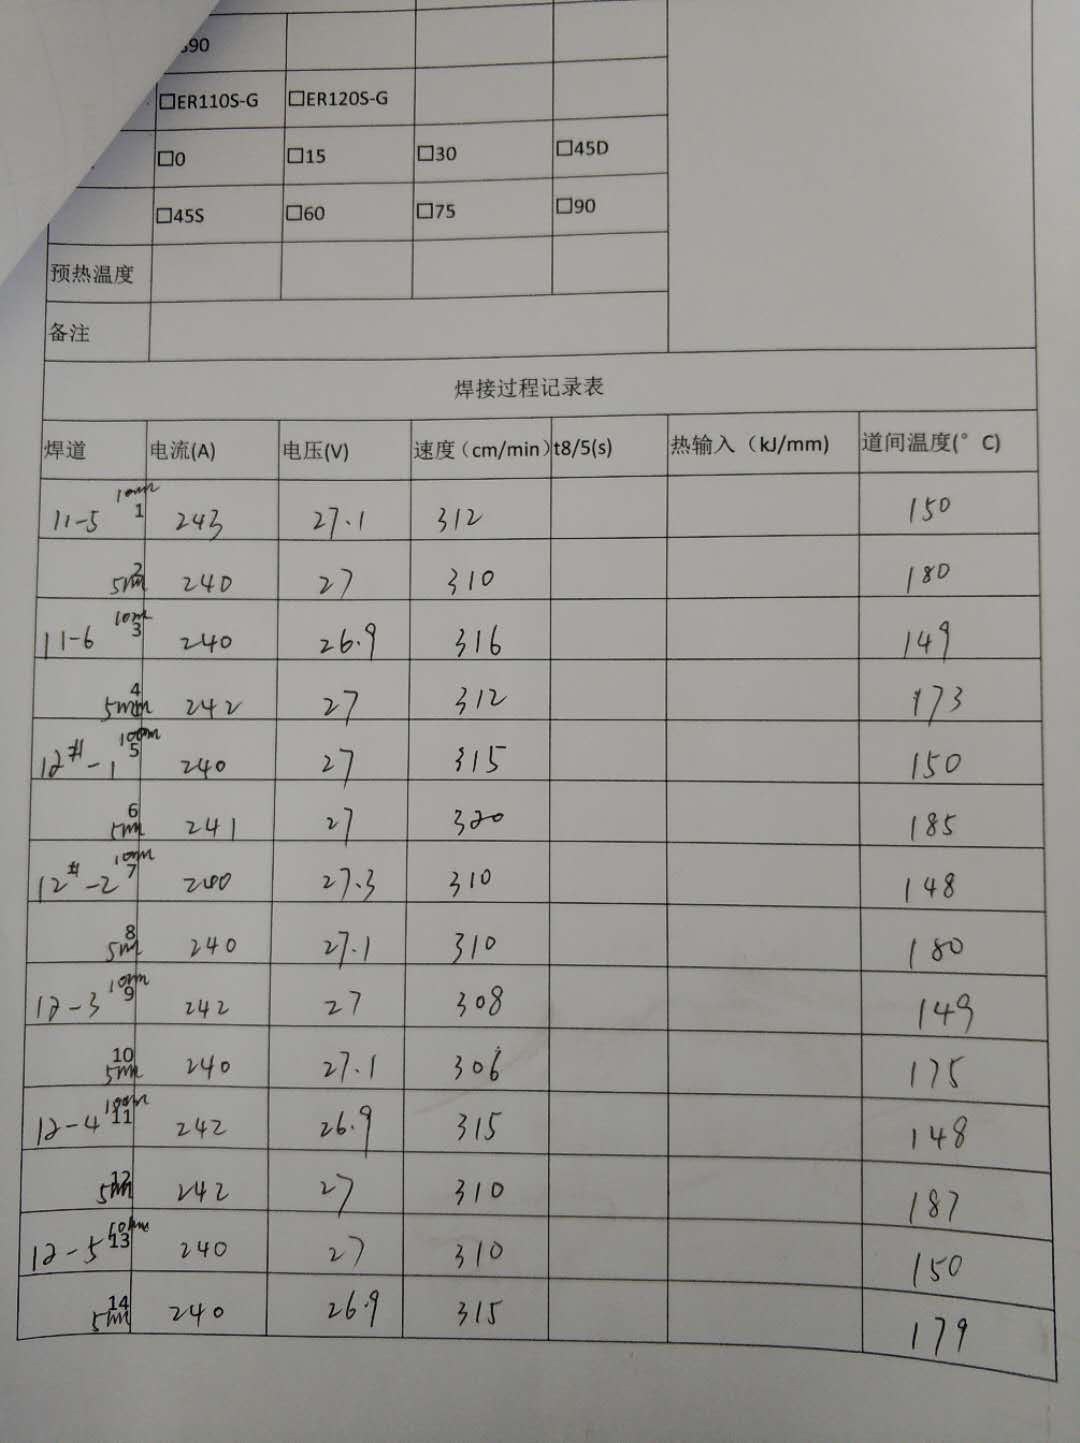 690
☐ER110S-G ☐ER120S-G
☐0 ☐15 ☐30 ☐45D
☐45S ☐60 ☐75 ☐90
预热温度
备注
焊接过程记录表
焊道 电流(A) 电压(V) 速度（cm/min） t8/5(s) 热输入（kJ/mm) 道间温度(°C)
11-5 10mm 1 243 27.1 312 150
5mm 2 240 27 310 180
11-6 10mm 3 240 26.9 316 149
5mm 4 242 27 312 173
12#-1 10mm 5 240 27 315 150
5mm 6 241 27 320 185
12#-2 10mm 7 240 27.3 310 148
5mm 8 240 27.1 310 180
12-3 10mm 9 242 27 308 149
5mm 10 240 27.1 306 175
12-4 10mm 11 242 26.9 315 148
5mm 12 242 27 310 187
12-5 10mm 13 240 27 310 150
5mm 14 240 26.9 315 179